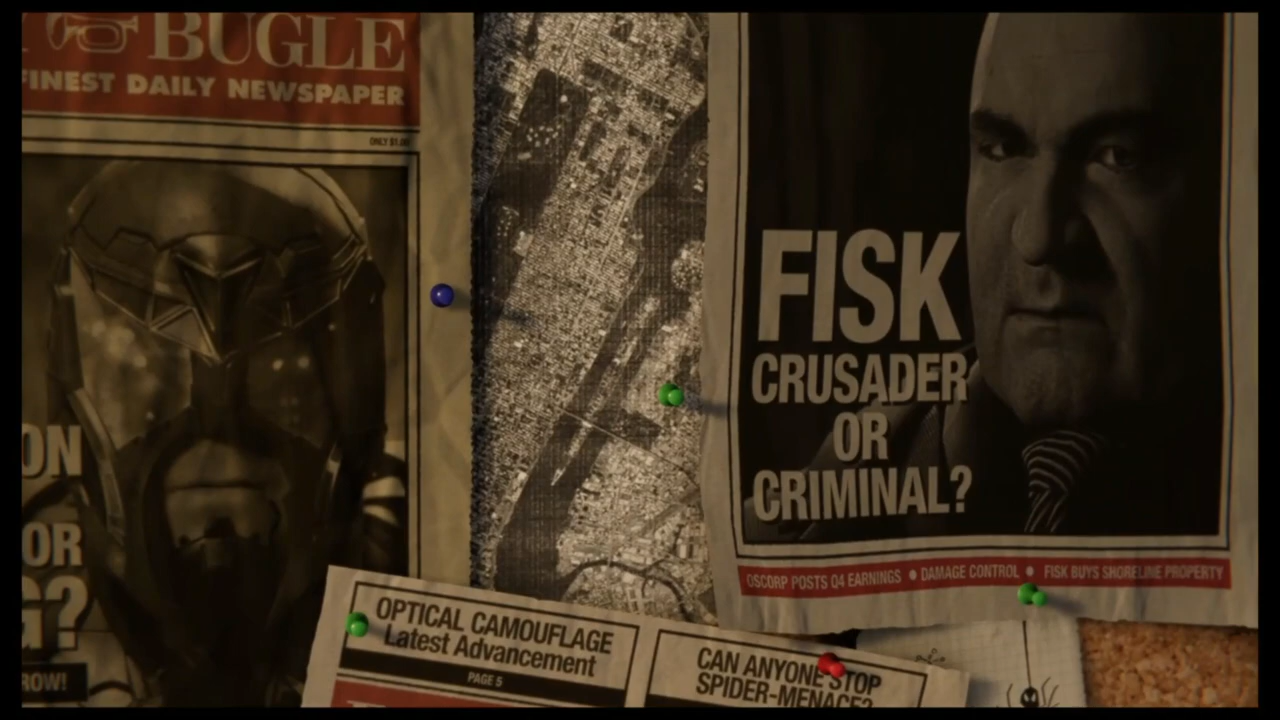 BUGLE
FINEST DAILY NEWSPAPER
ONLY $1.00
ON
OR
G?
ROW!
FISK
CRUSADER
OR
CRIMINAL?
OSCORP POSTS Q4 EARNINGS • DAMAGE CONTROL • FISK BUYS SHORELINE PROPERTY
OPTICAL CAMOUFLAGE
Latest Advancement
PAGE 5
CAN ANYONE STOP
SPIDER-MENACE?